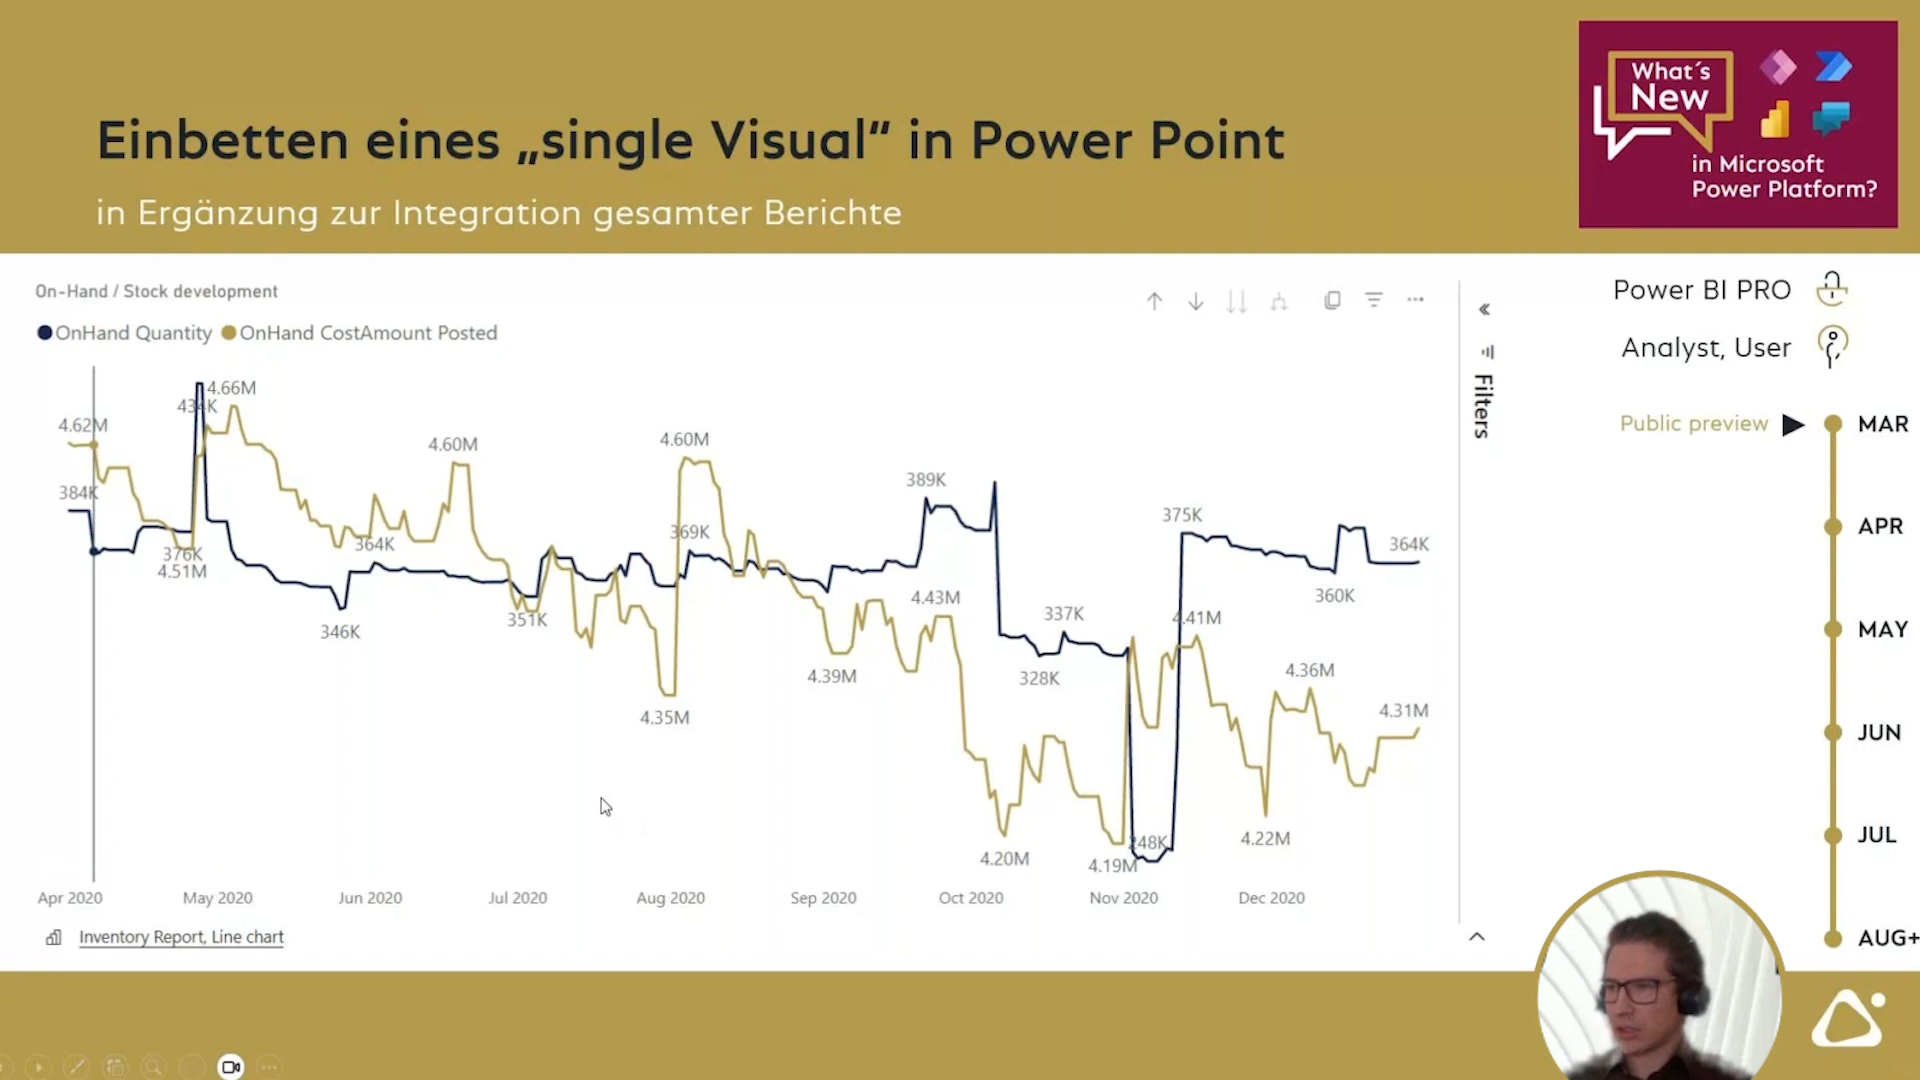 Einbetten eines „single Visual“ in Power Point
in Ergänzung zur Integration gesamter Berichte
What´s
New
in Microsoft
Power Platform?
On-Hand / Stock development
OnHand Quantity OnHand CostAmount Posted
4.62M
384K
434K
4.66M
376K
4.51M
346K
364K
4.60M
351K
4.60M
369K
4.35M
4.39M
389K
4.43M
4.20M
337K
328K
4.19M
248K
375K
4.41M
4.22M
4.36M
360K
364K
4.31M
Apr 2020 May 2020 Jun 2020 Jul 2020 Aug 2020 Sep 2020 Oct 2020 Nov 2020 Dec 2020
Inventory Report, Line chart
Filters
Power BI PRO
Analyst, User
Public preview
MAR
APR
MAY
JUN
JUL
AUG+